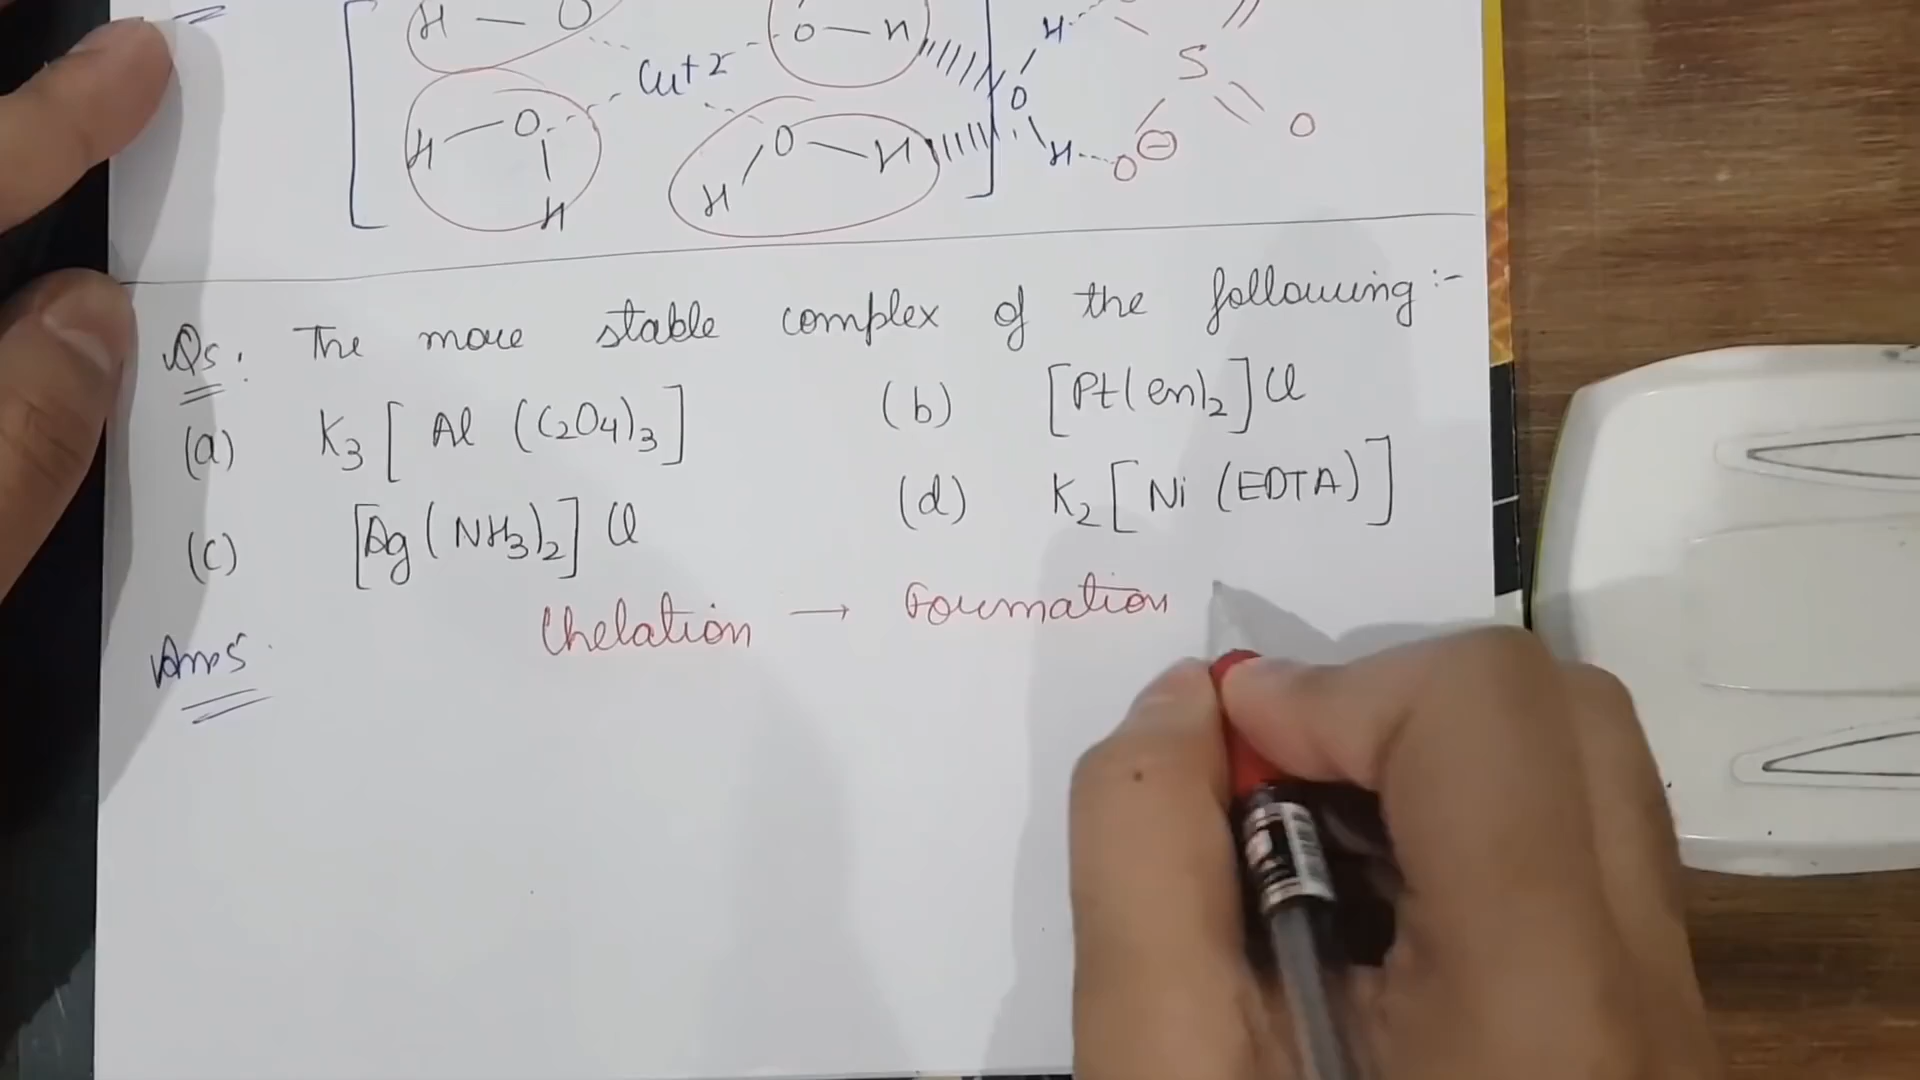 H — O
O — H
Cu+2
H
S
O
H — O
H
O — H
H
H
O
⊖
O
Qs. The more stable complex of the following :-
(a) K3 [ Al (C2O4)3 ] (b) [Pt(en)2] Cl
(c) [Ag (NH3)2] Cl (d) K2 [ Ni (EDTA) ]
Chelation → Formation
Ans.